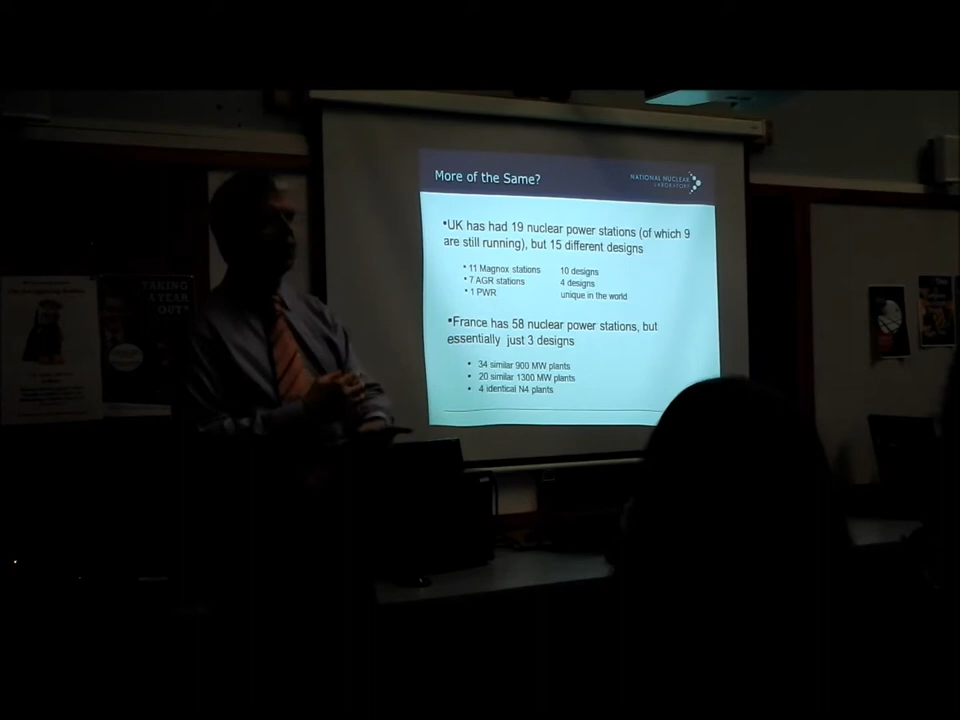 More of the Same?
NATIONAL NUCLEAR
LABORATORY
•UK has had 19 nuclear power stations (of which 9
are still running), but 15 different designs
• 11 Magnox stations 10 designs
• 7 AGR stations 4 designs
• 1 PWR unique in the world
•France has 58 nuclear power stations, but
essentially just 3 designs
• 34 similar 900 MW plants
• 20 similar 1300 MW plants
• 4 identical N4 plants
TAKING
A YEAR
OUT?